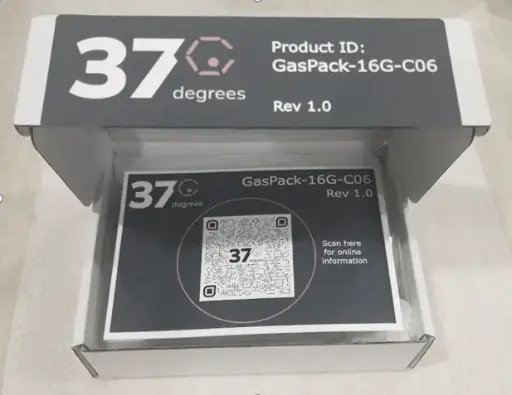 37
degrees
Product ID:
GasPack-16G-C06
Rev 1.0
37
degrees
GasPack-16G-C06
Rev 1.0
37
Scan here
for online
information